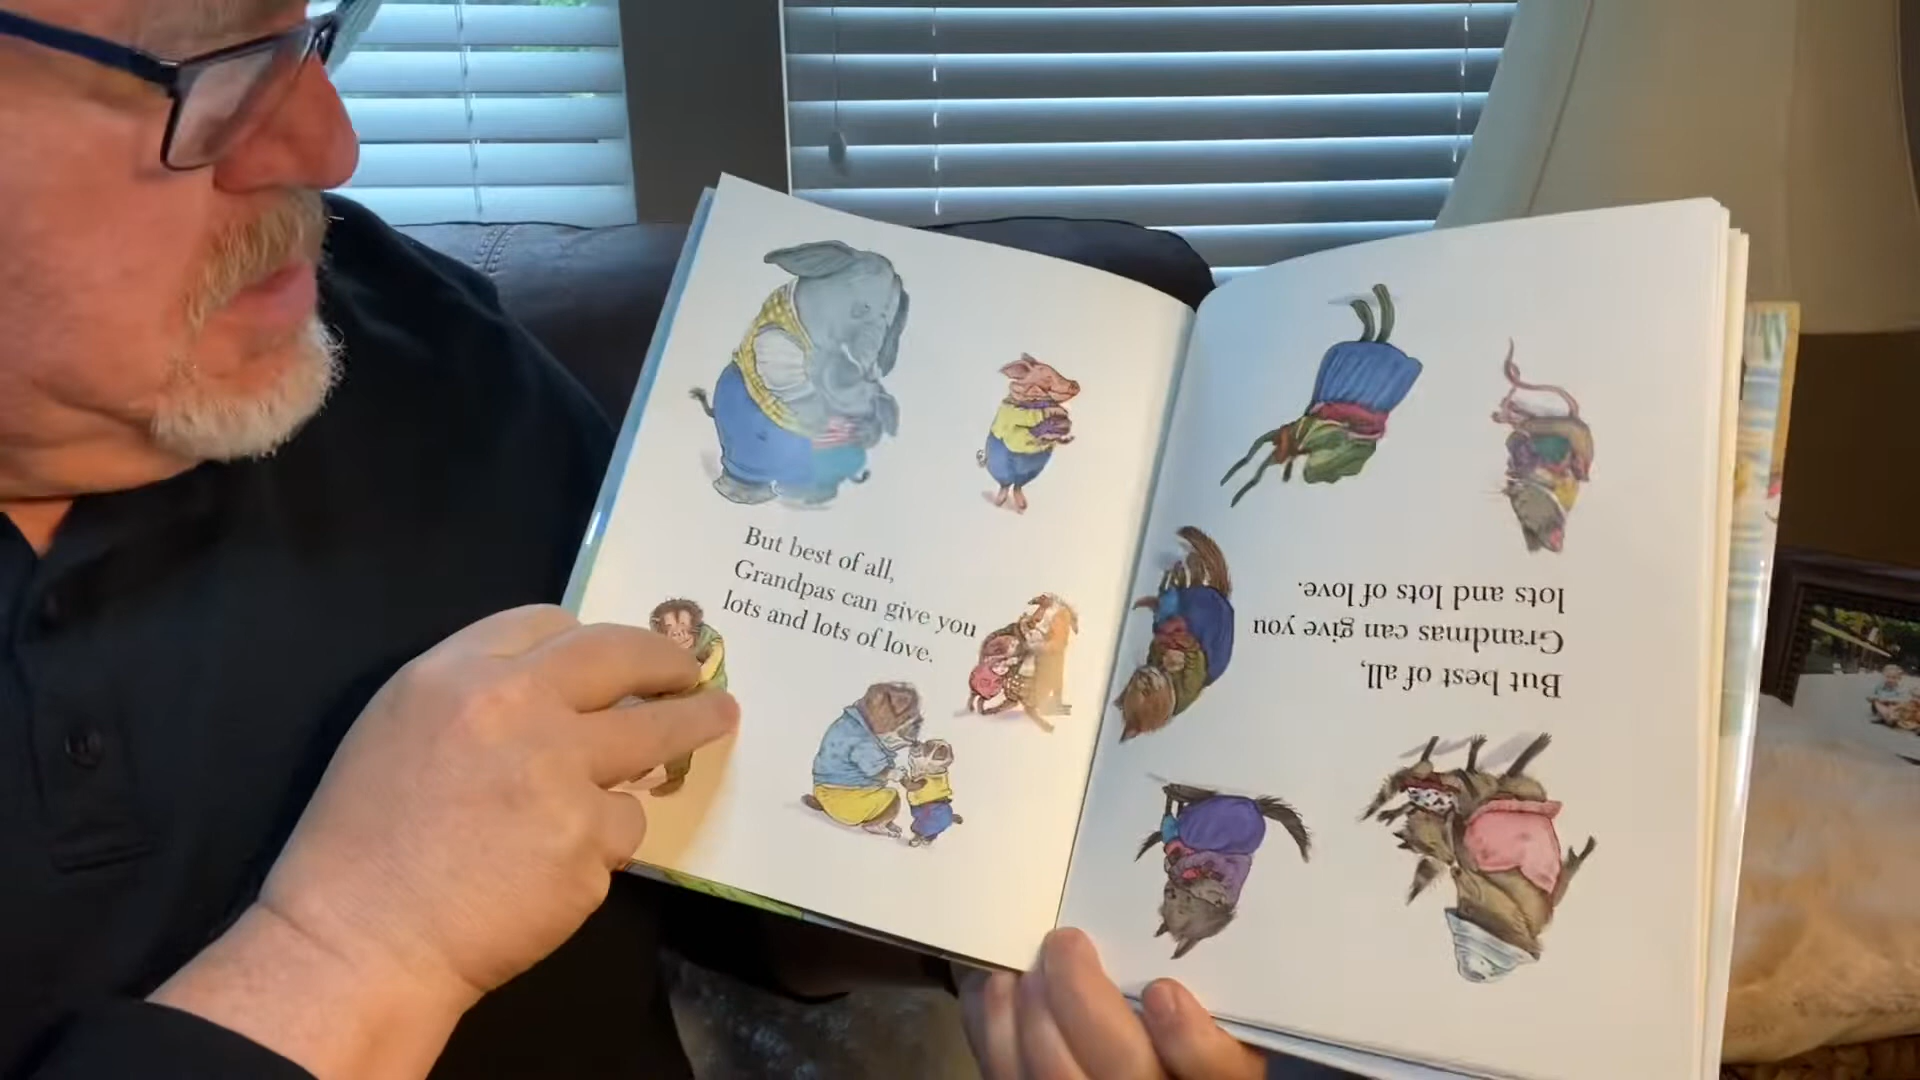 But best of all,
Grandpas can give you
lots and lots of love.
But best of all,
Grandmas can give you
lots and lots of love.